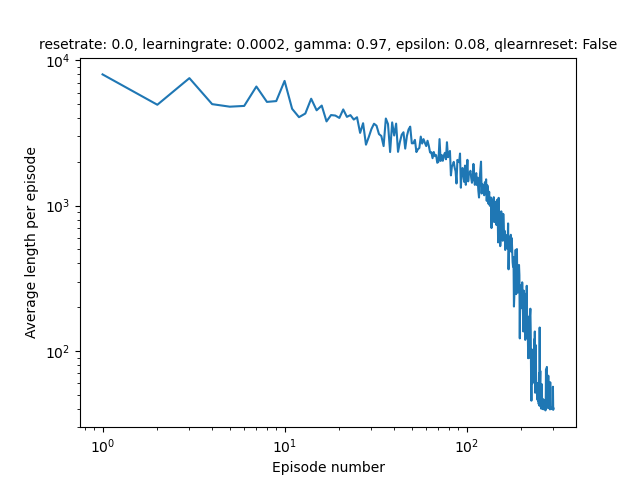 resetrate: 0.0, learningrate: 0.0002, gamma: 0.97, epsilon: 0.08, qlearnreset: False
10⁴
10³
10²
Average length per episode
10⁰
10¹
10²
Episode number